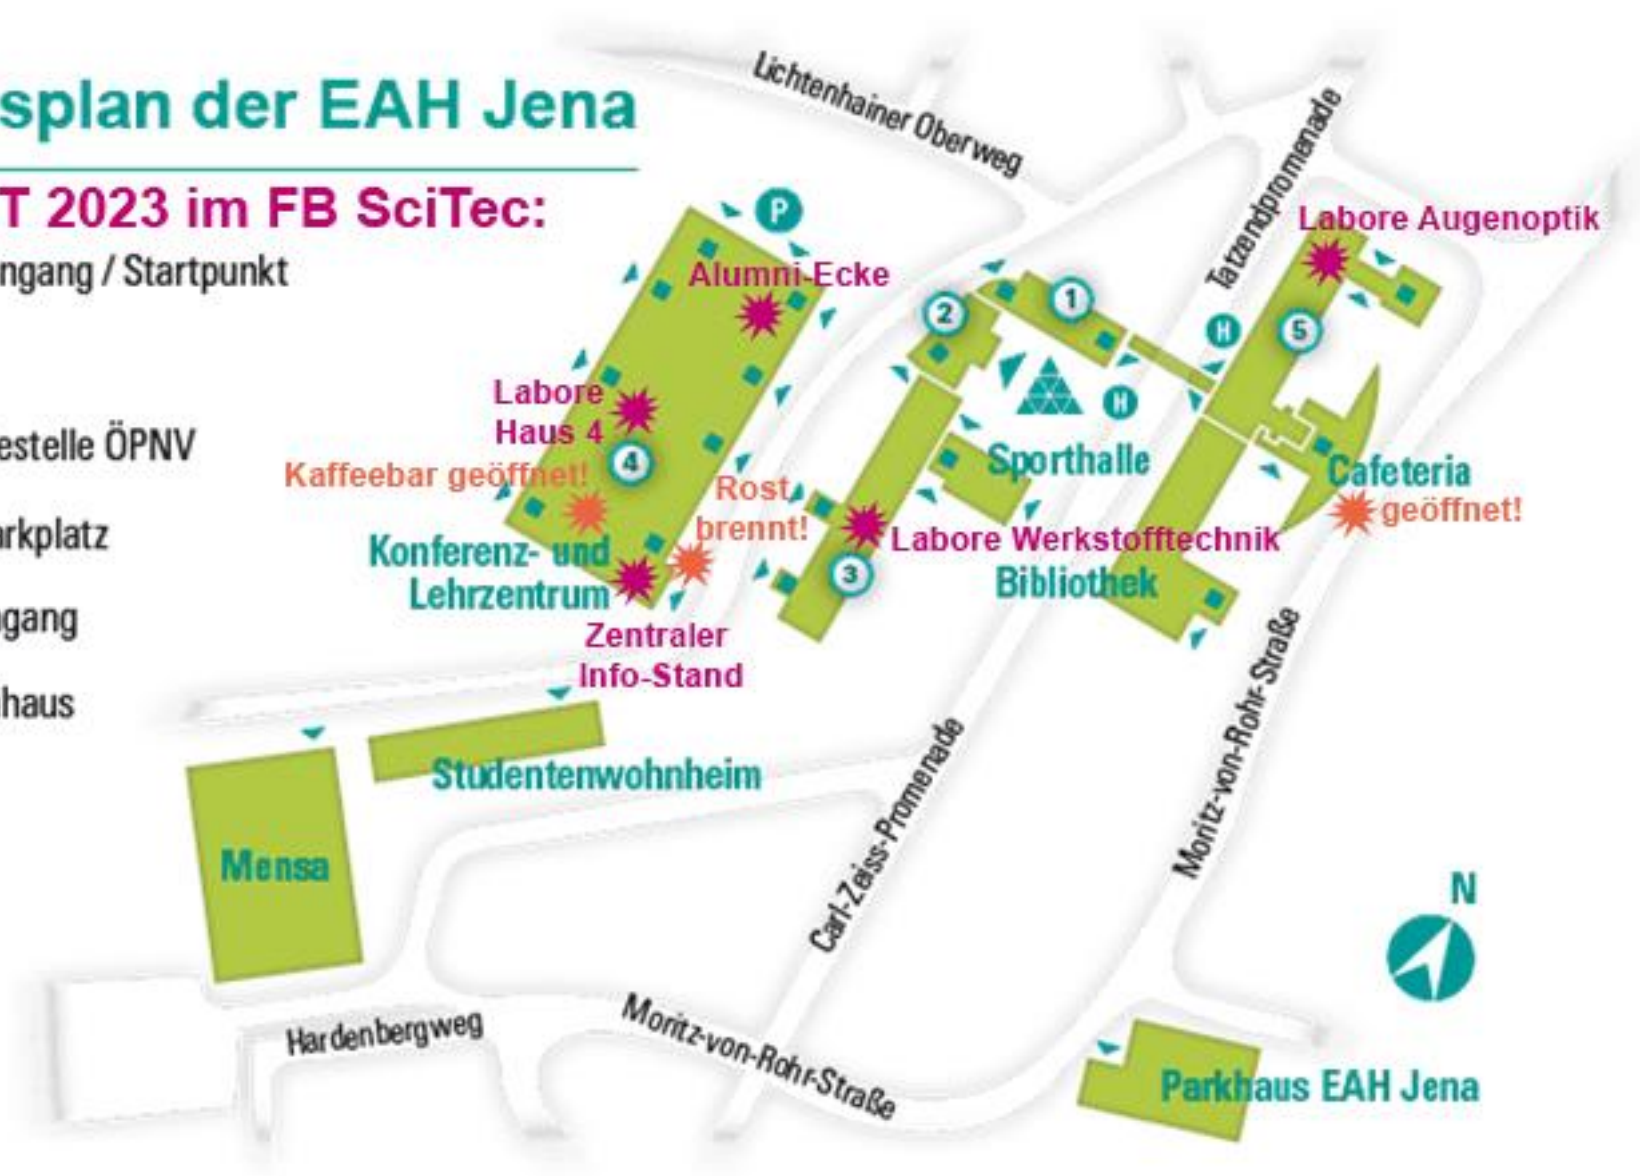 splan der EAH Jena
T 2023 im FB SciTec:
ngang / Startpunkt
estelle ÖPNV
arkplatz
ngang
haus
Lichtenhainer Oberweg
Tatzendpromenade
P
Labore Augenoptik
Alumni-Ecke
1
2
H
5
Labore
Haus 4
H
4
Kaffeebar geöffnet!
Rost
brennt!
Sporthalle
Cafeteria
geöffnet!
Konferenz- und
Lehrzentrum
Labore Werkstofftechnik
3
Bibliothek
Zentraler
Info-Stand
Studentenwohnheim
Mensa
Carl-Zeiss-Promenade
Moritz-von-Rohr-Straße
N
Hardenbergweg
Moritz-von-Rohr-Straße
Parkhaus EAH Jena